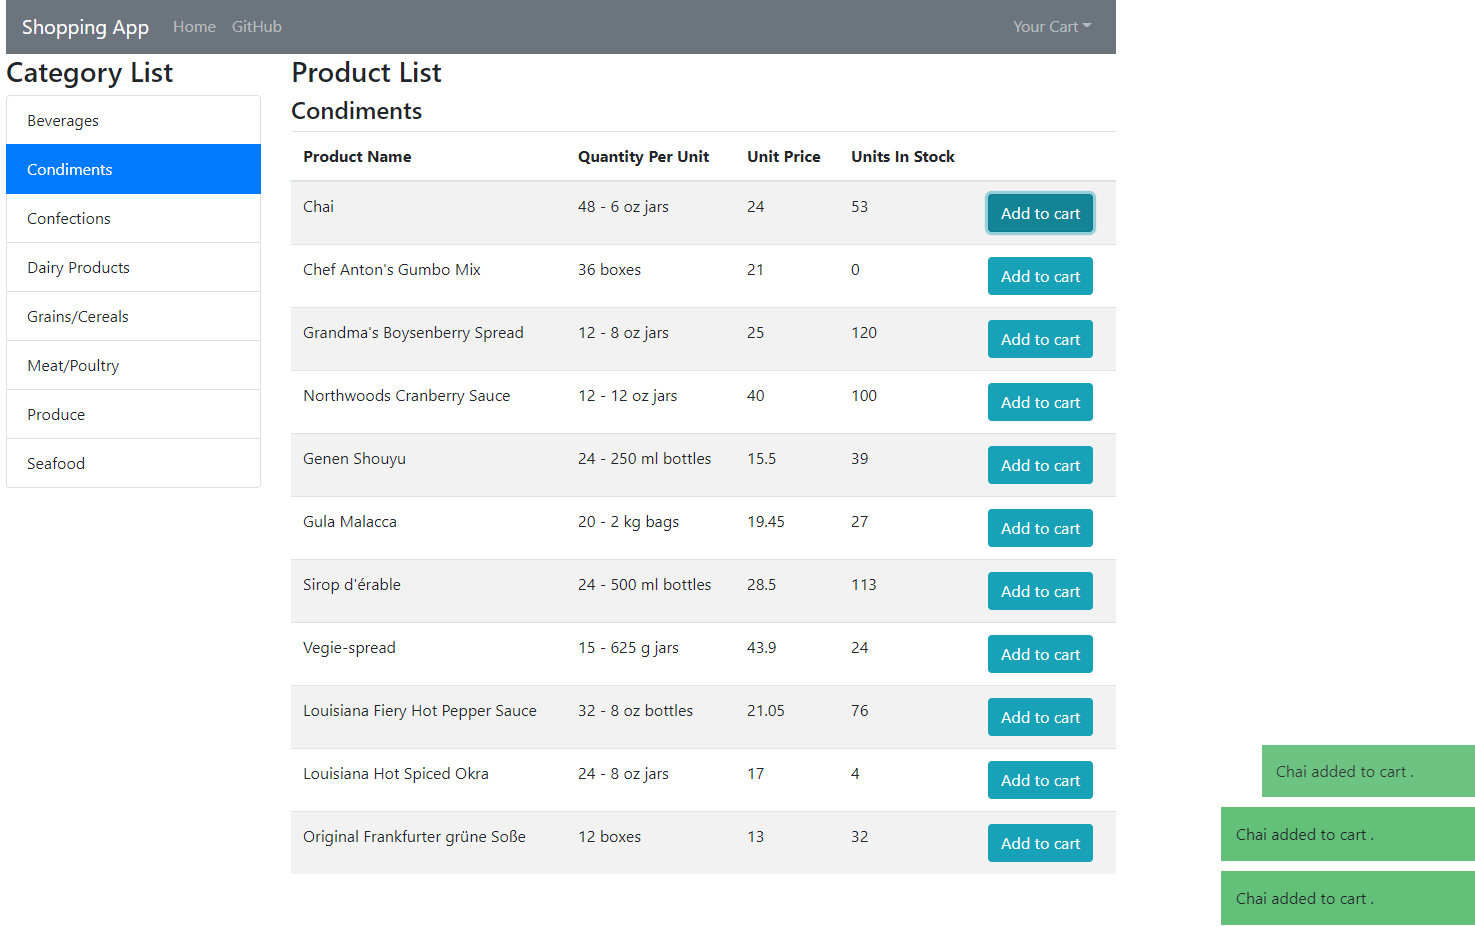 Shopping App Home GitHub Your Cart
Category List
Beverages
Condiments
Confections
Dairy Products
Grains/Cereals
Meat/Poultry
Produce
Seafood
Product List
Condiments
Product Name Quantity Per Unit Unit Price Units In Stock
Chai 48 - 6 oz jars 24 53 Add to cart
Chef Anton's Gumbo Mix 36 boxes 21 0 Add to cart
Grandma's Boysenberry Spread 12 - 8 oz jars 25 120 Add to cart
Northwoods Cranberry Sauce 12 - 12 oz jars 40 100 Add to cart
Genen Shouyu 24 - 250 ml bottles 15.5 39 Add to cart
Gula Malacca 20 - 2 kg bags 19.45 27 Add to cart
Sirop d'érable 24 - 500 ml bottles 28.5 113 Add to cart
Vegie-spread 15 - 625 g jars 43.9 24 Add to cart
Louisiana Fiery Hot Pepper Sauce 32 - 8 oz bottles 21.05 76 Add to cart
Louisiana Hot Spiced Okra 24 - 8 oz jars 17 4 Add to cart
Original Frankfurter grüne Soße 12 boxes 13 32 Add to cart
Chai added to cart .
Chai added to cart .
Chai added to cart .